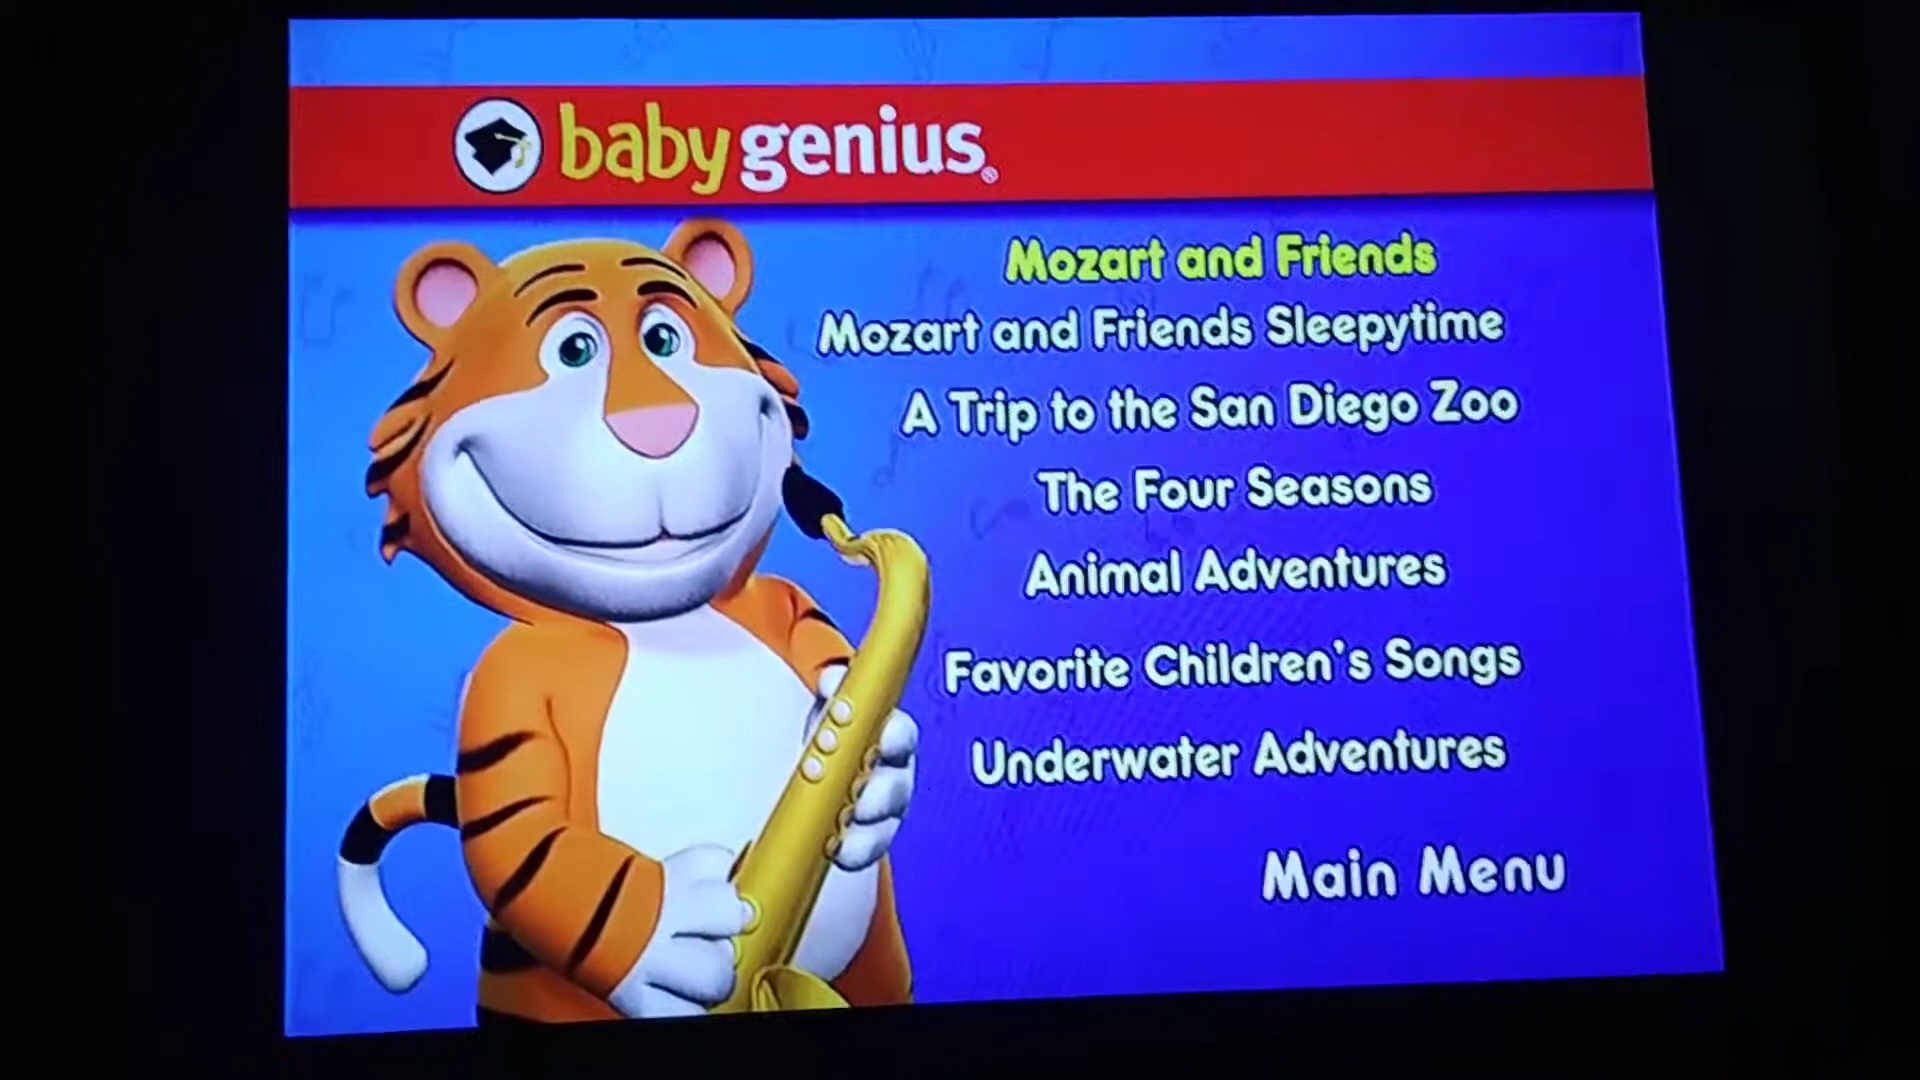 baby genius®
Mozart and Friends
Mozart and Friends Sleepytime
A Trip to the San Diego Zoo
The Four Seasons
Animal Adventures
Favorite Children's Songs
Underwater Adventures
Main Menu